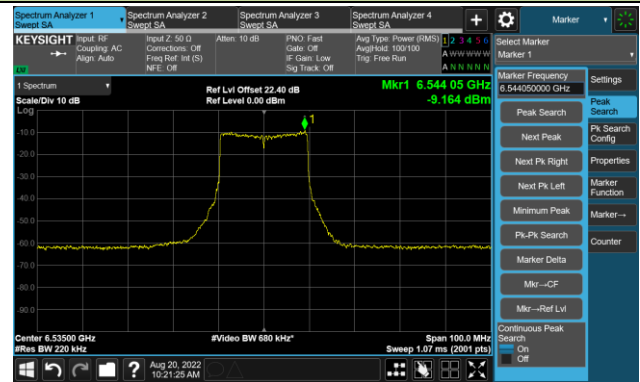 Spectrum Analyzer 1
Swept SA
Spectrum Analyzer 2
Swept SA
Spectrum Analyzer 3
Swept SA
Spectrum Analyzer 4
Swept SA
+
Marker
KEYSIGHT
Input: RF
Coupling: AC
Align: Auto
Input Z: 50 Ω
Corrections: Off
Freq Ref: Int (S)
NFE: Off
Atten: 10 dB
PNO: Fast
Gate: Off
IF Gain: Low
Sig Track: Off
Avg Type: Power (RMS)
Avg|Hold: 100/100
Trig: Free Run
1 2 3 4 5 6
A W W W W W
A N N N N N
Select Marker
Marker 1
LXI
1 Spectrum
Scale/Div 10 dB
Log
Ref Lvl Offset 22.40 dB
Ref Level 0.00 dBm
Mkr1 6.544 05 GHz
-9.164 dBm
1
-10.0
-20.0
-30.0
-40.0
-50.0
-60.0
-70.0
-80.0
-90.0
Center 6.53500 GHz
#Res BW 220 kHz
#Video BW 680 kHz*
Span 100.0 MHz
Sweep 1.07 ms (2001 pts)
Marker Frequency
6.544050000 GHz
Peak Search
Next Peak
Next Pk Right
Next Pk Left
Minimum Peak
Pk-Pk Search
Marker Delta
Mkr→CF
Mkr→Ref Lvl
Continuous Peak
Search
On
Off
Settings
Peak
Search
Pk Search
Config
Properties
Marker
Function
Marker→
Counter
?
Aug 20, 2022
10:21:25 AM